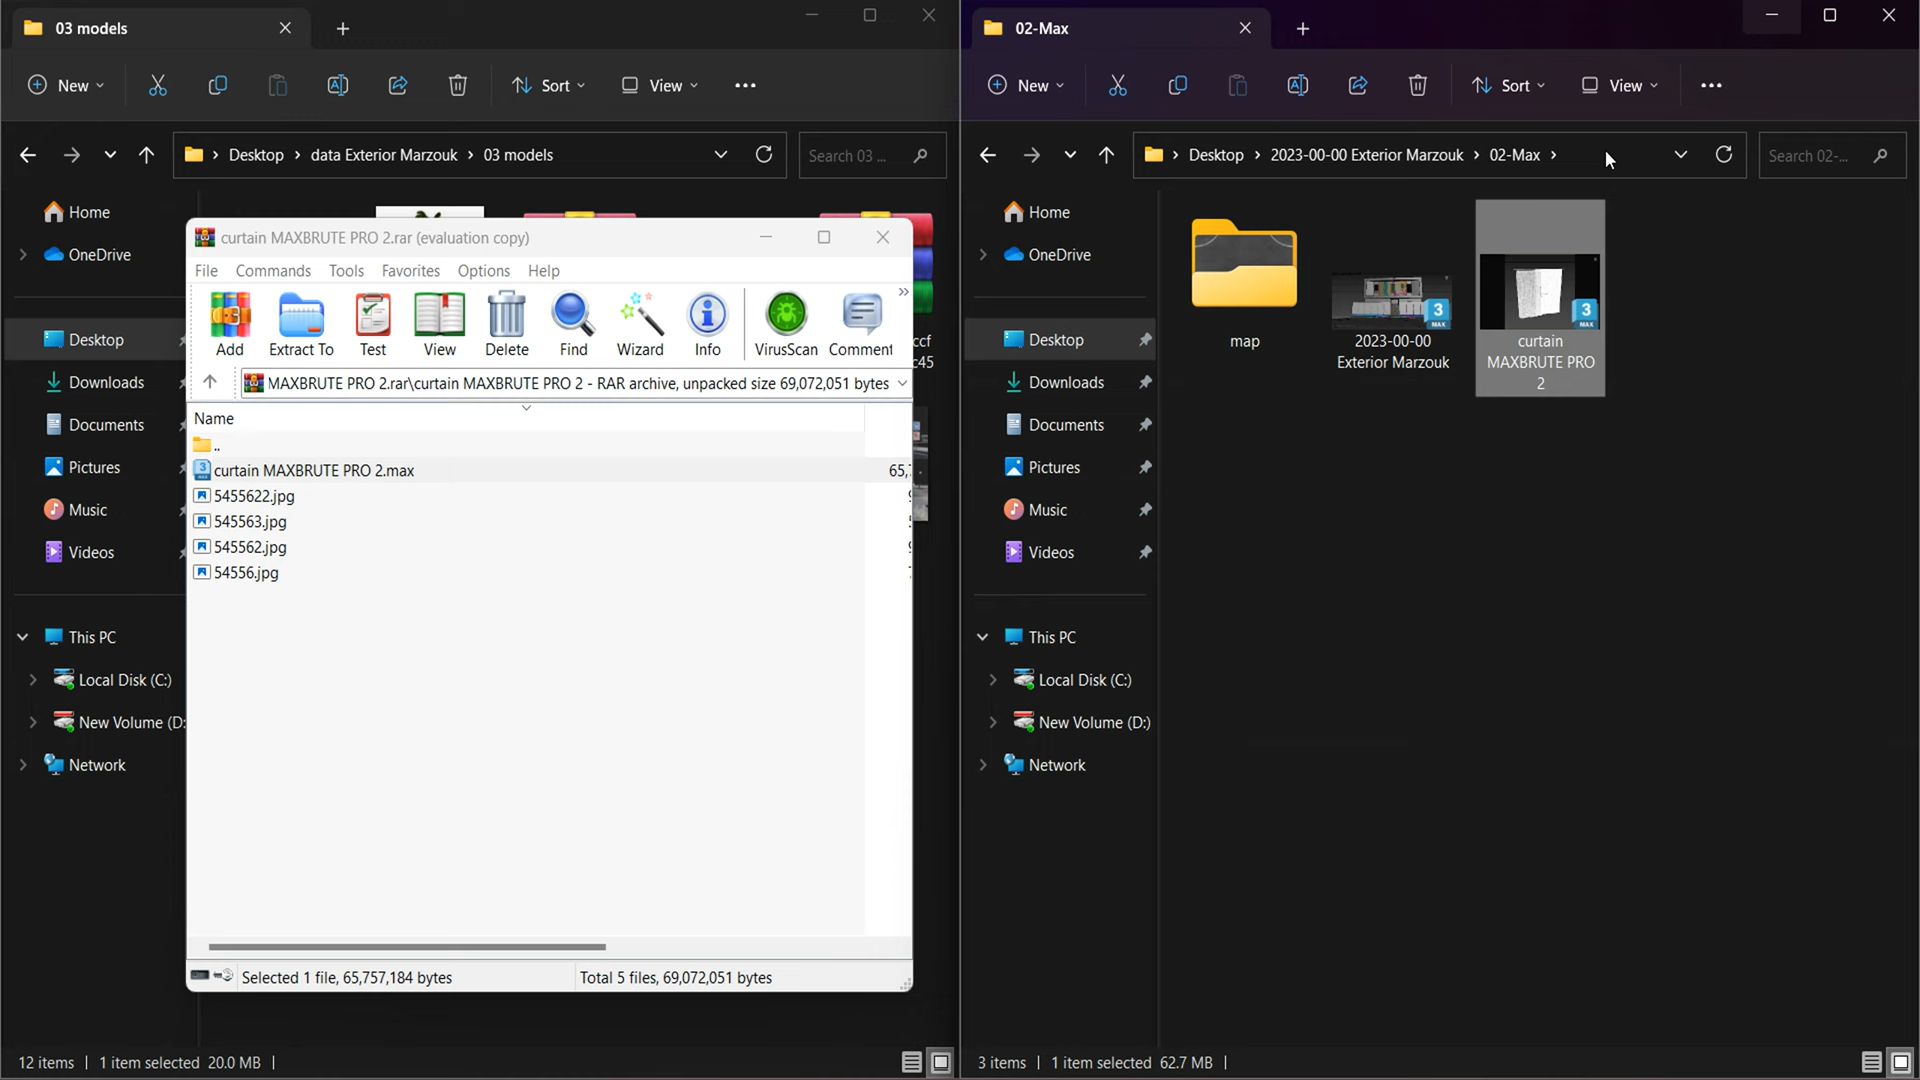 03 models
New
Sort
View
Desktop > data Exterior Marzouk > 03 models
Search 03 ...
Home
OneDrive
Desktop
Downloads
Documents
Pictures
Music
Videos
This PC
Local Disk (C:)
New Volume (D:
Network
12 items
1 item selected 20.0 MB
ccf
c45
curtain MAXBRUTE PRO 2.rar (evaluation copy)
File Commands Tools Favorites Options Help
»
Add Extract To Test View Delete Find Wizard Info VirusScan Comment
MAXBRUTE PRO 2.rar\curtain MAXBRUTE PRO 2 - RAR archive, unpacked size 69,072,051 bytes
Name
..
curtain MAXBRUTE PRO 2.max 65,
5455622.jpg
545563.jpg
545562.jpg
54556.jpg
Selected 1 file, 65,757,184 bytes
Total 5 files, 69,072,051 bytes
02-Max
New
Sort
View
Desktop > 2023-00-00 Exterior Marzouk > 02-Max >
Search 02-...
Home
OneDrive
Desktop
Downloads
Documents
Pictures
Music
Videos
This PC
Local Disk (C:)
New Volume (D:)
Network
map
3
MAX
2023-00-00
Exterior Marzouk
3
MAX
curtain
MAXBRUTE PRO
2
3 items
1 item selected 62.7 MB